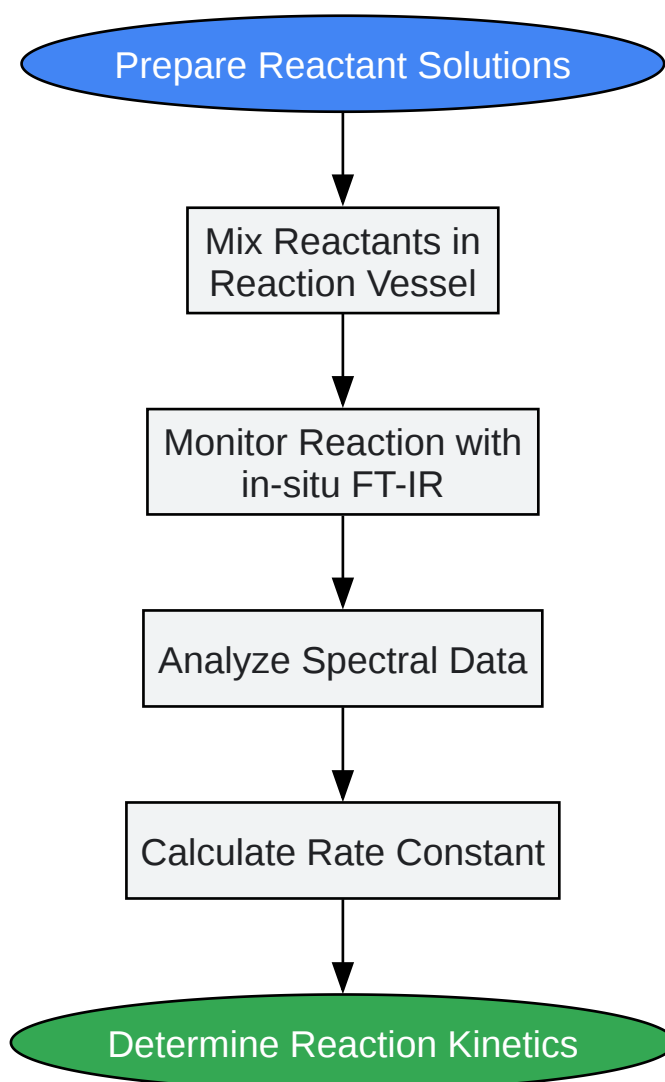 Prepare Reactant Solutions
Mix Reactants in
Reaction Vessel
Monitor Reaction with
in-situ FT-IR
Analyze Spectral Data
Calculate Rate Constant
Determine Reaction Kinetics